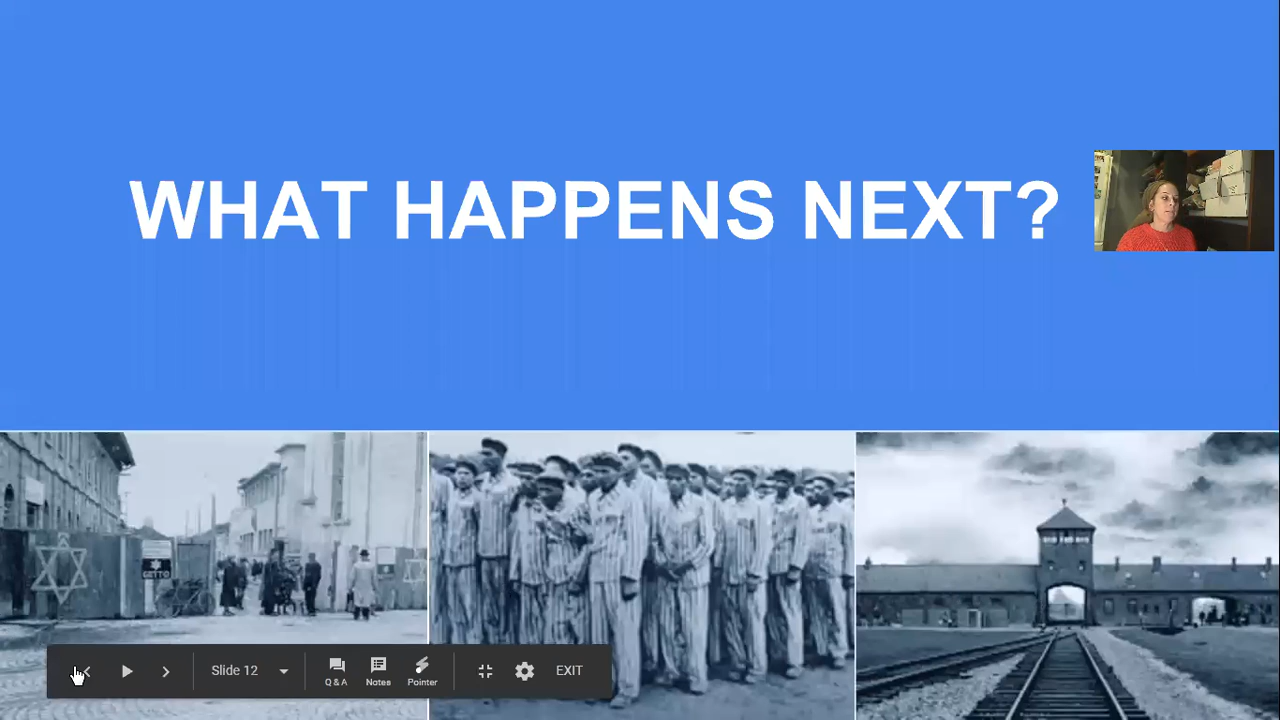 WHAT HAPPENS NEXT?
GETTO
Slide 12
Q & A
Notes
Pointer
EXIT